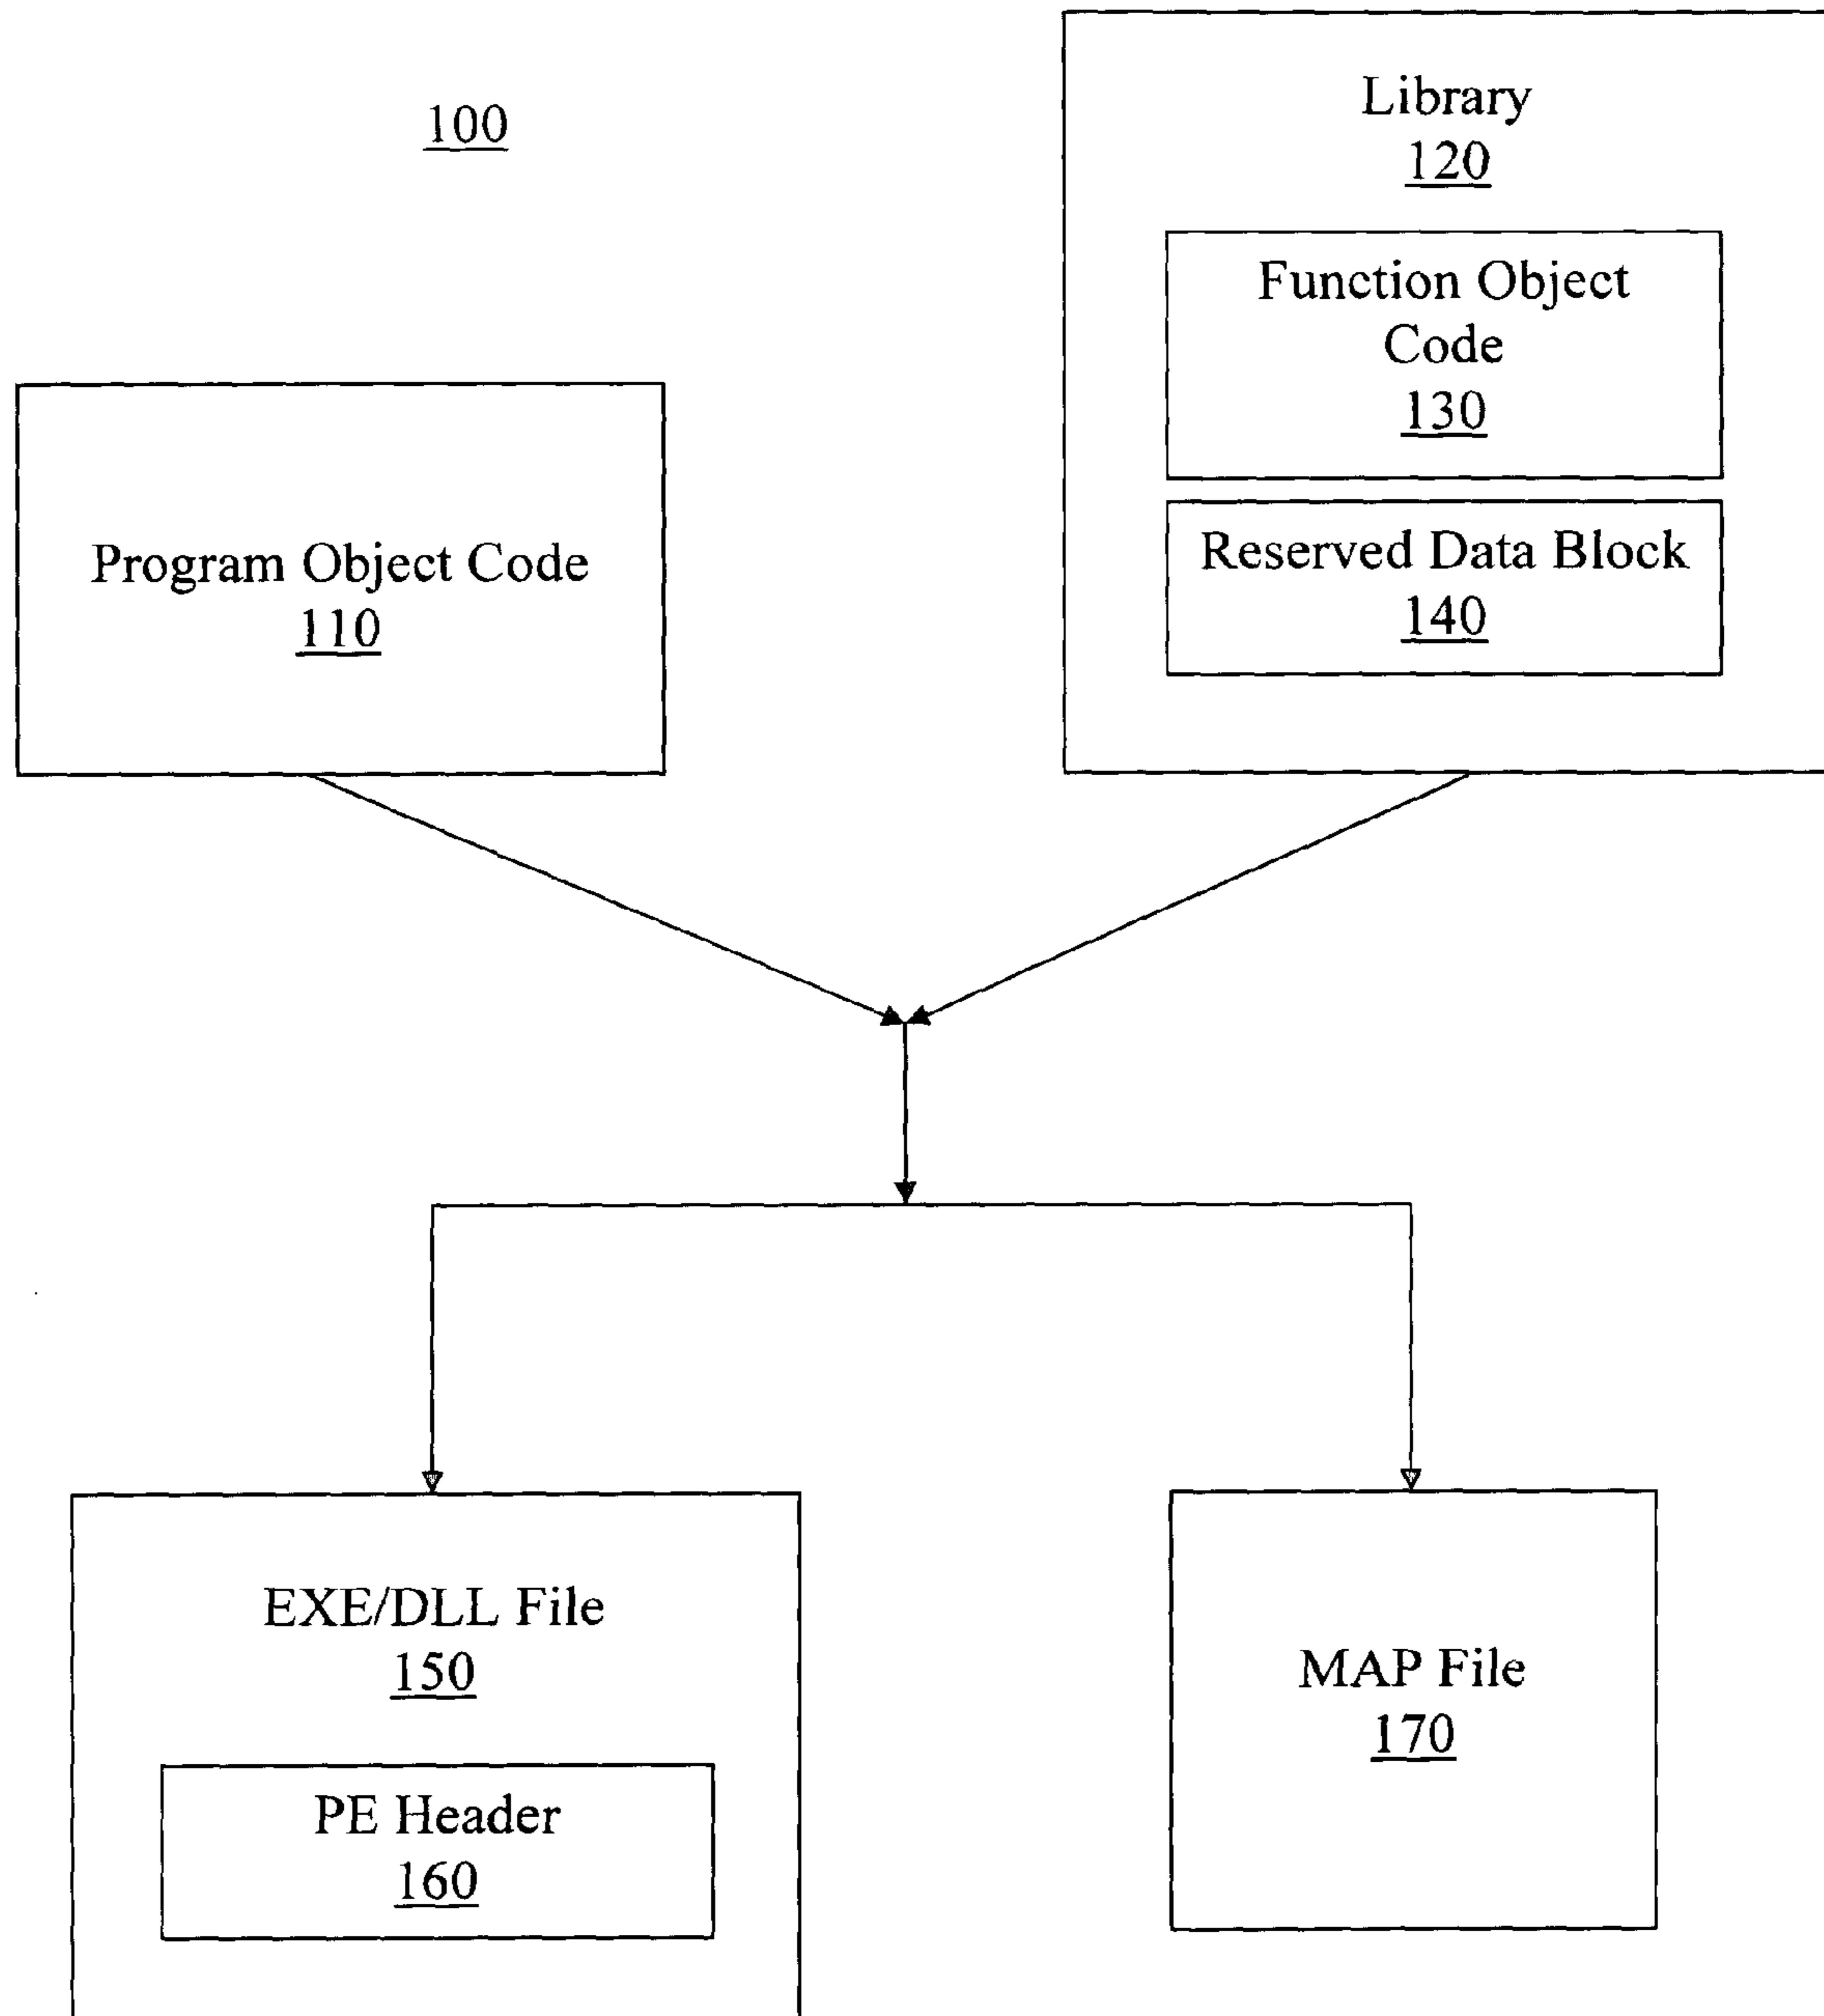 100
Library
120
Function Object
Code
130
Reserved Data Block
140
Program Object Code
110
EXE/DLL File
150
PE Header
160
MAP File
170